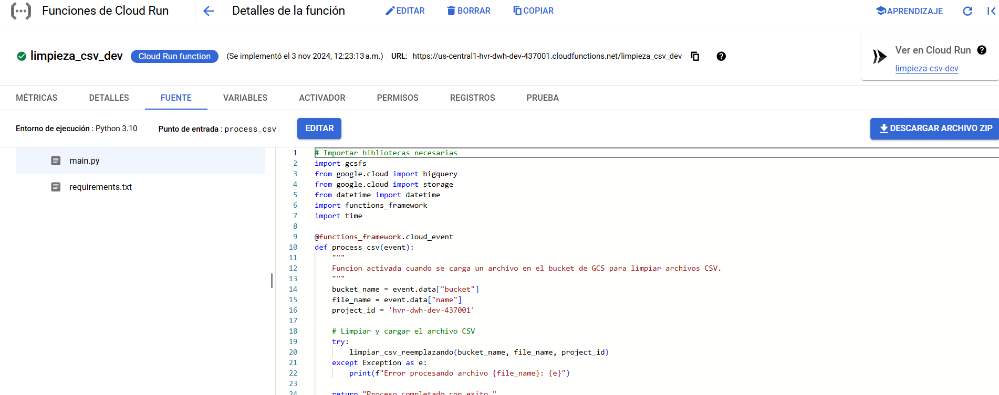 Funciones de Cloud Run
Detalles de la función
EDITAR
BORRAR
COPIAR
APRENDIZAJE
limpieza_csv_dev
Cloud Run function
(Se implementó el 3 nov 2024, 12:23:13 a.m.)
URL: https://us-central1-hvr-dwh-dev-437001.cloudfunctions.net/limpieza_csv_dev
Ver en Cloud Run
limpieza-csv-dev
MÉTRICAS
DETALLES
FUENTE
VARIABLES
ACTIVADOR
PERMISOS
REGISTROS
PRUEBA
Entorno de ejecución : Python 3.10
Punto de entrada : process_csv
EDITAR
DESCARGAR ARCHIVO ZIP
main.py
requirements.txt
1 # Importar bibliotecas necesarias
2 import gcsfs
3 from google.cloud import bigquery
4 from google.cloud import storage
5 from datetime import datetime
6 import functions_framework
7 import time
8
9 @functions_framework.cloud_event
10 def process_csv(event):
11 """
12 Funcion activada cuando se carga un archivo en el bucket de GCS para limpiar archivos CSV.
13 """
14 bucket_name = event.data["bucket"]
15 file_name = event.data["name"]
16 project_id = 'hvr-dwh-dev-437001'
17
18 # Limpiar y cargar el archivo CSV
19 try:
20 limpiar_csv_reemplazando(bucket_name, file_name, project_id)
21 except Exception as e:
22 print(f"Error procesando archivo {file_name}: {e}")
23
24 return "Proceso completado con exito."